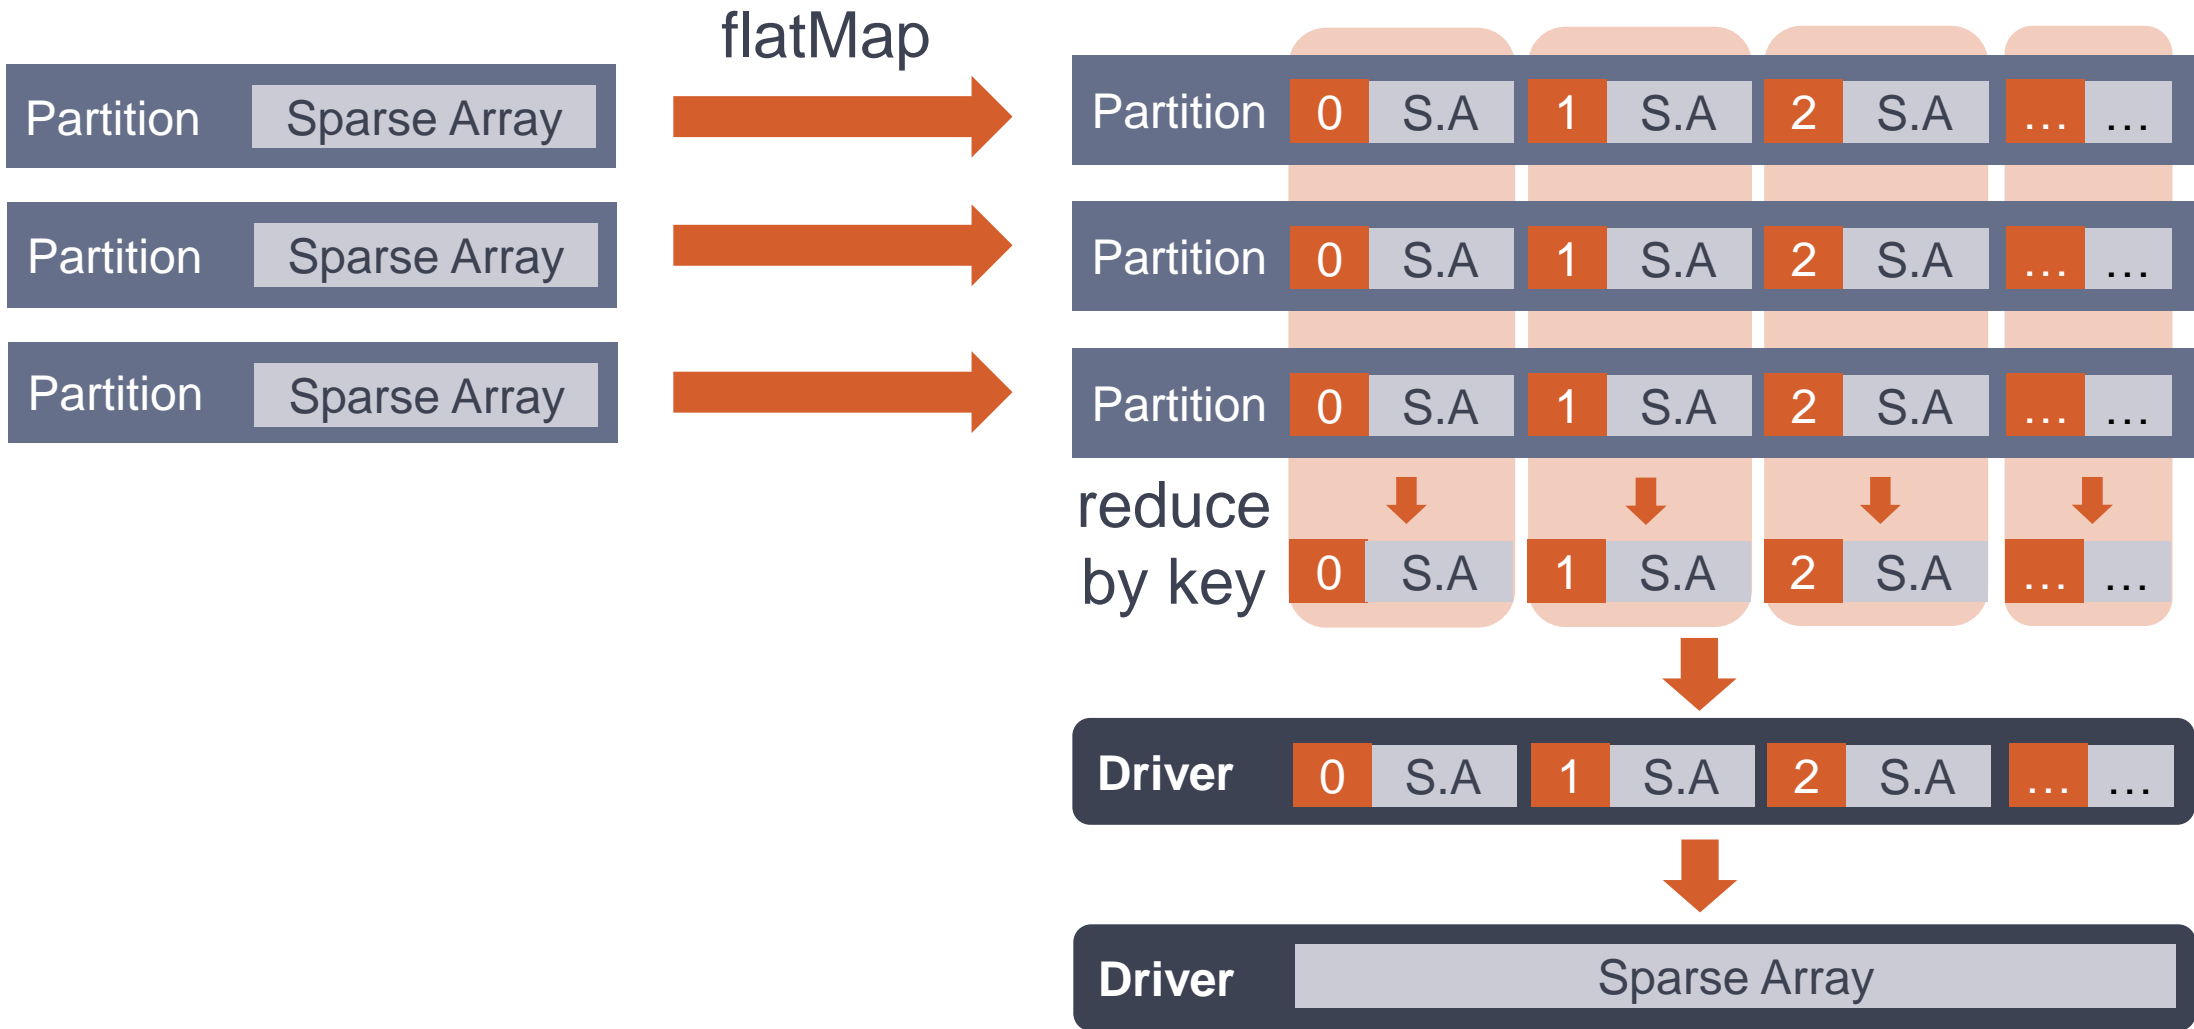 flatMap
Partition Sparse Array
Partition 0 S.A 1 S.A 2 S.A ... ...
Partition Sparse Array
Partition 0 S.A 1 S.A 2 S.A ... ...
Partition Sparse Array
Partition 0 S.A 1 S.A 2 S.A ... ...
reduce
by key
0 S.A 1 S.A 2 S.A ... ...
Driver 0 S.A 1 S.A 2 S.A ... ...
Driver Sparse Array